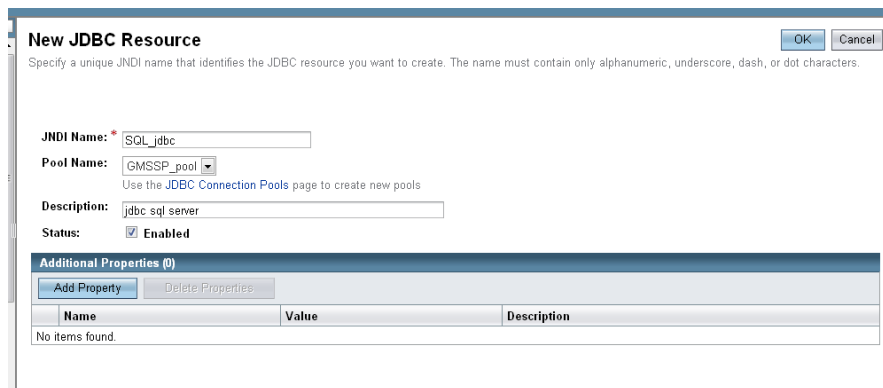 New JDBC Resource
OK Cancel
Specify a unique JNDI name that identifies the JDBC resource you want to create. The name must contain only alphanumeric, underscore, dash, or dot characters.
JNDI Name: * SQL_jdbc
Pool Name: GMSSP_pool
Use the JDBC Connection Pools page to create new pools
Description: jdbc sql server
Status: Enabled
Additional Properties (0)
Add Property Delete Properties
Name Value Description
No items found.